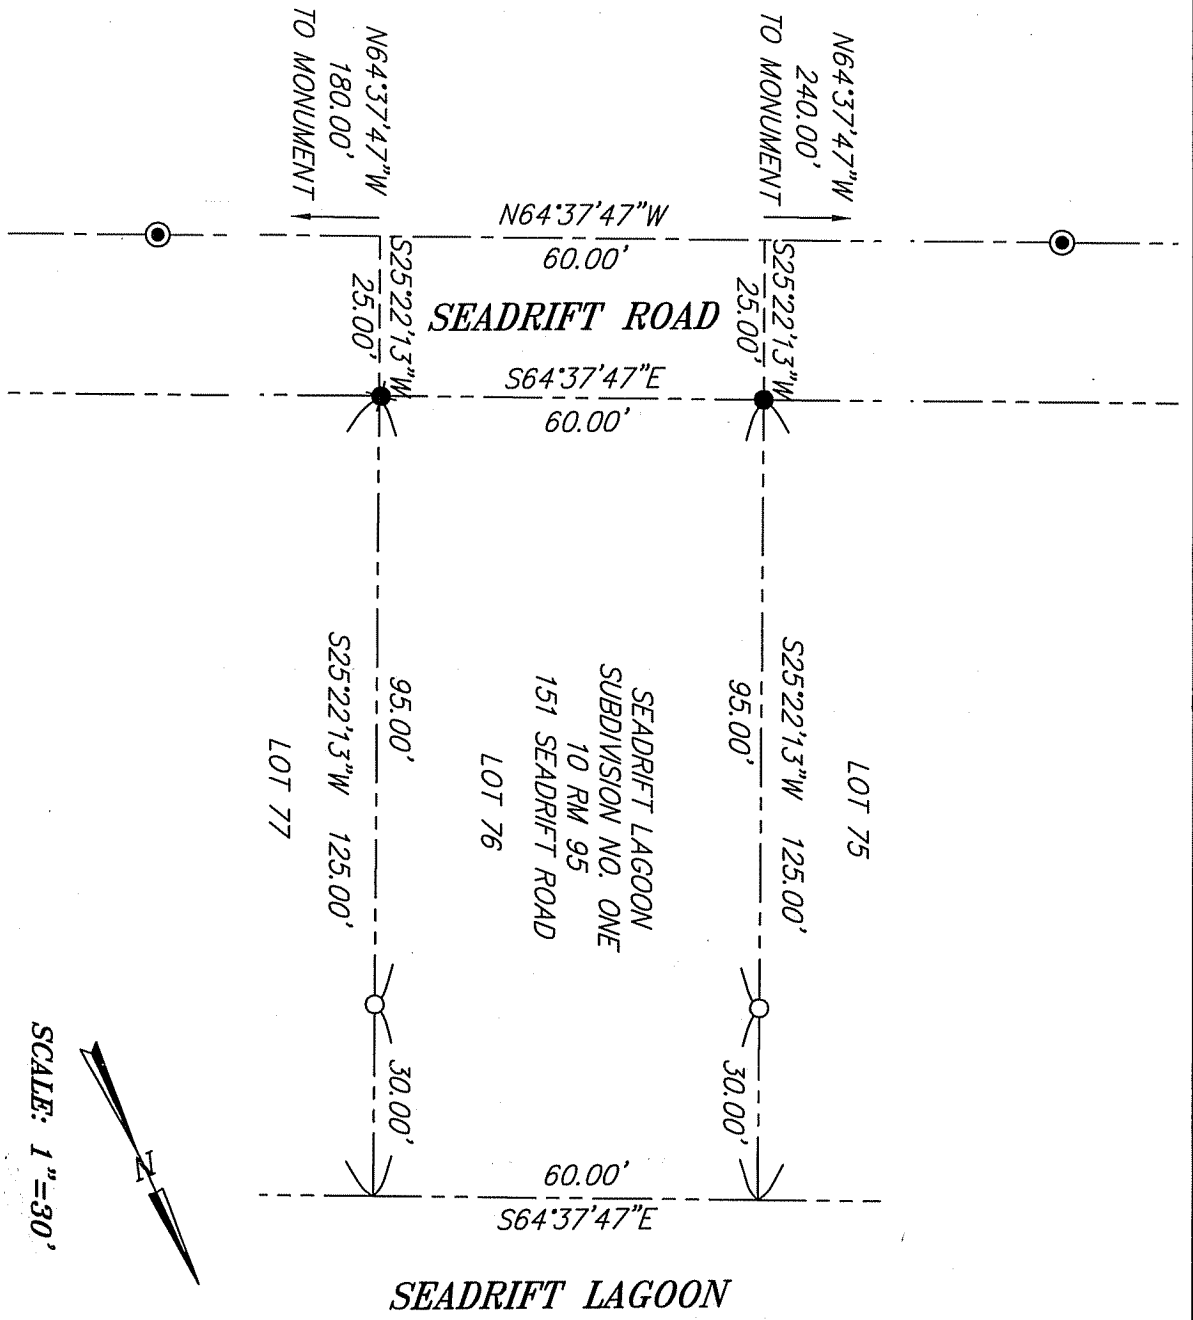 N64°37'47"W
180.00'
TO MONUMENT
N64°37'47"W
240.00'
TO MONUMENT
N64°37'47"W
60.00'
S25°22'13"W
25.00'
SEADRIFT ROAD
S25°22'13"W
25.00'
S64°37'47"E
60.00'
LOT 77
S25°22'13"W 125.00'
95.00'
SEADRIFT LAGOON
SUBDIVISION NO. ONE
10 RM 95
151 SEADRIFT ROAD
LOT 76
95.00'
S25°22'13"W 125.00'
LOT 75
30.00'
30.00'
60.00'
S64°37'47"E
N
SCALE: 1"=30'
SEADRIFT LAGOON